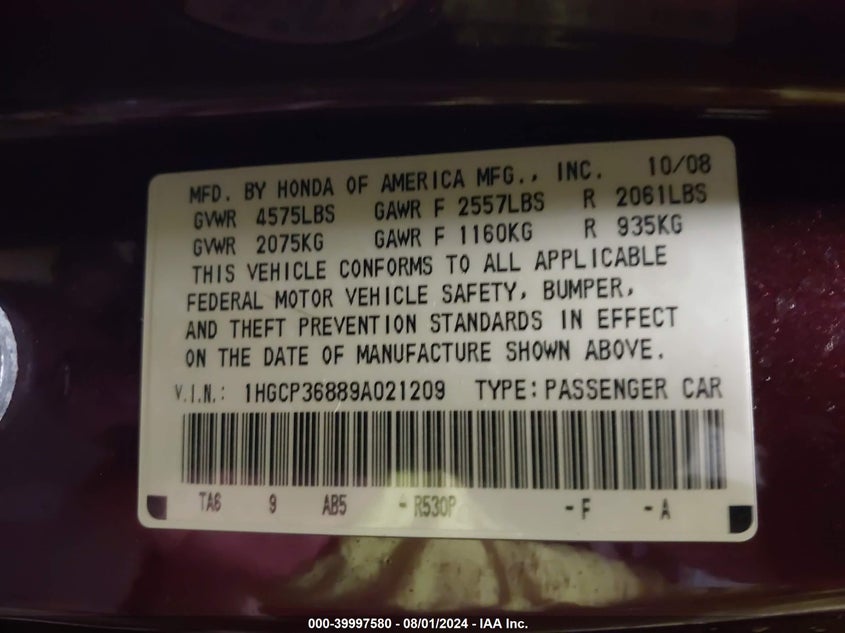 MFD. BY HONDA OF AMERICA MFG., INC. 10/08
GVWR 4575LBS GAWR F 2557LBS R 2061LBS
GVWR 2075KG GAWR F 1160KG R 935KG
THIS VEHICLE CONFORMS TO ALL APPLICABLE
FEDERAL MOTOR VEHICLE SAFETY, BUMPER,
AND THEFT PREVENTION STANDARDS IN EFFECT
ON THE DATE OF MANUFACTURE SHOWN ABOVE.
V.I.N.: 1HGCP36889A021209 TYPE: PASSENGER CAR
TA6 9 AB5 - R530P - F - A
000-39997580 - 08/01/2024 - IAA Inc.